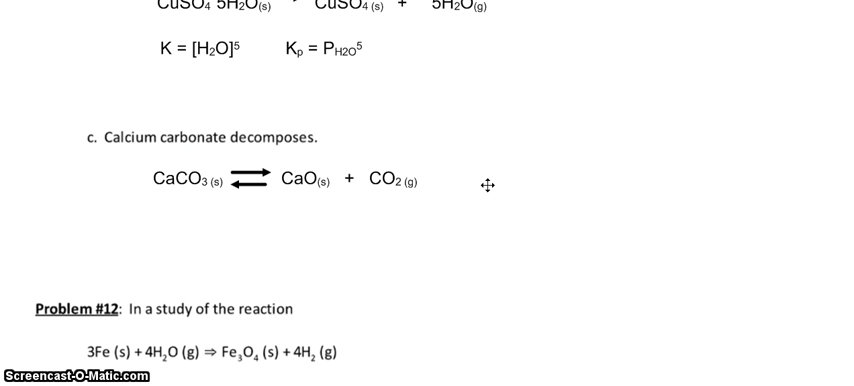 CuSO₄ 5H₂O(s) CuSO₄ (s) + 5H₂O(g)
K = [H₂O]⁵ Kₚ = P_H2O⁵
c. Calcium carbonate decomposes.
CaCO₃ (s) ⇌ CaO(s) + CO₂ (g)
Problem #12: In a study of the reaction
3Fe (s) + 4H₂O (g) ⇒ Fe₃O₄ (s) + 4H₂ (g)
Screencast-O-Matic.com